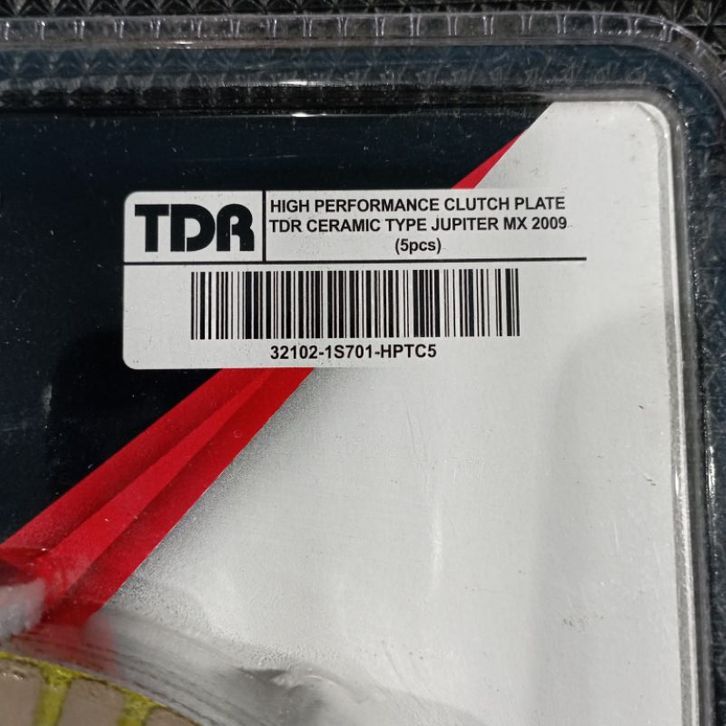 TDR
HIGH PERFORMANCE CLUTCH PLATE
TDR CERAMIC TYPE JUPITER MX 2009
(5pcs)
32102-1S701-HPTC5